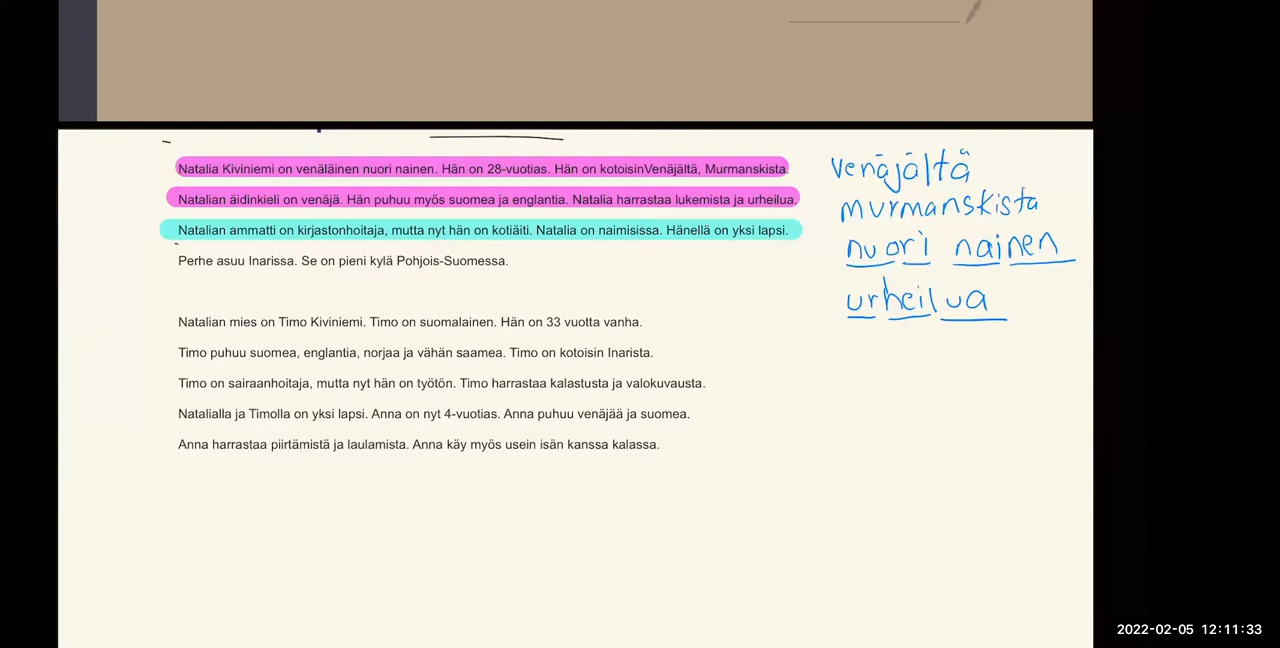 Natalia Kiviniemi on venäläinen nuori nainen. Hän on 28-vuotias. Hän on kotoisinVenäjältä, Murmanskista.
Natalian äidinkieli on venäjä. Hän puhuu myös suomea ja englantia. Natalia harrastaa lukemista ja urheilua.
Natalian ammatti on kirjastonhoitaja, mutta nyt hän on kotiäiti. Natalia on naimisissa. Hänellä on yksi lapsi.
Perhe asuu Inarissa. Se on pieni kylä Pohjois-Suomessa.
Natalian mies on Timo Kiviniemi. Timo on suomalainen. Hän on 33 vuotta vanha.
Timo puhuu suomea, englantia, norjaa ja vähän saamea. Timo on kotoisin Inarista.
Timo on sairaanhoitaja, mutta nyt hän on työtön. Timo harrastaa kalastusta ja valokuvausta.
Natalialla ja Timolla on yksi lapsi. Anna on nyt 4-vuotias. Anna puhuu venäjää ja suomea.
Anna harrastaa piirtämistä ja laulamista. Anna käy myös usein isän kanssa kalassa.
Venäjältä
murmanskista
nuori nainen
urheilua
2022-02-05 12:11:33